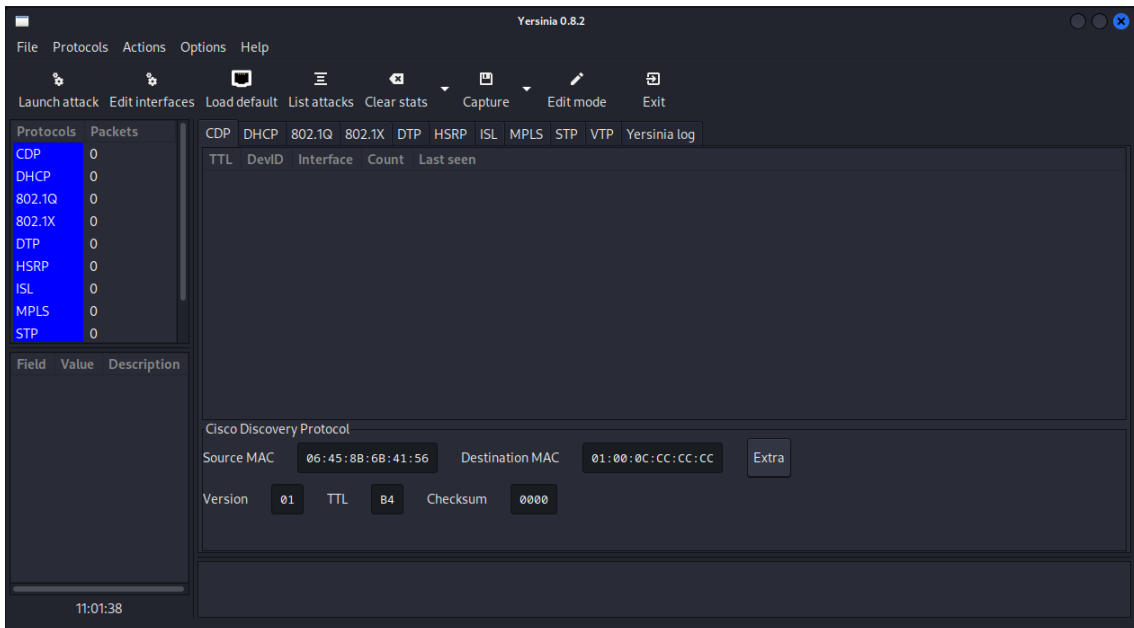 Yersinia 0.8.2
File Protocols Actions Options Help
Launch attack Edit interfaces Load default List attacks Clear stats Capture Edit mode Exit
Protocols Packets
CDP 0
DHCP 0
802.1Q 0
802.1X 0
DTP 0
HSRP 0
ISL 0
MPLS 0
STP 0
Field Value Description
11:01:38
CDP DHCP 802.1Q 802.1X DTP HSRP ISL MPLS STP VTP Yersinia log
TTL DevID Interface Count Last seen
Cisco Discovery Protocol
Source MAC 06:45:8B:6B:41:56 Destination MAC 01:00:0C:CC:CC:CC Extra
Version 01 TTL B4 Checksum 0000